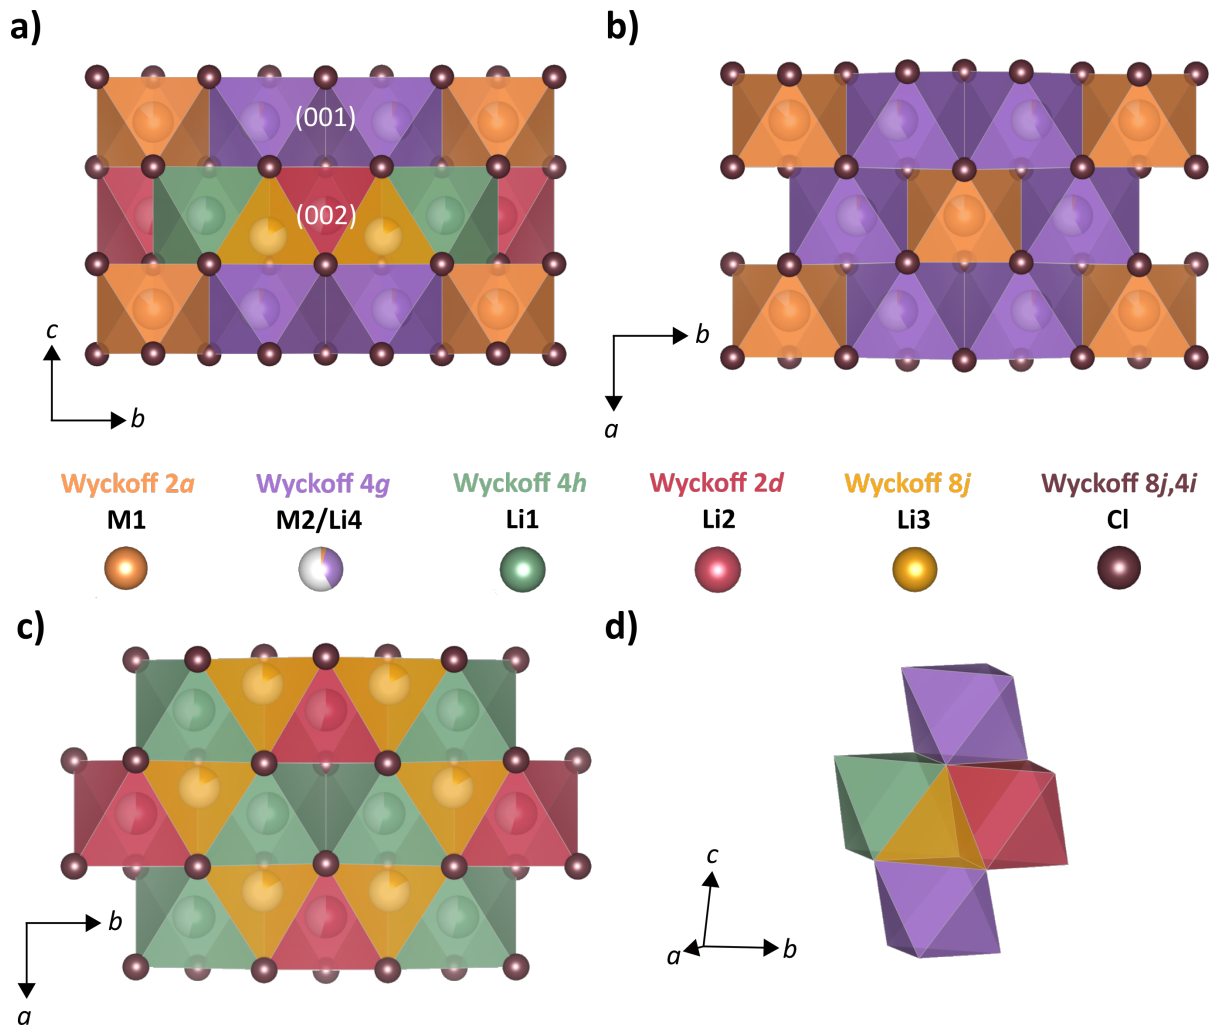 a)
b)
(001)
(002)
c
b
b
a
Wyckoff 2a
Wyckoff 4g
Wyckoff 4h
Wyckoff 2d
Wyckoff 8j
Wyckoff 8j,4i
M1
M2/Li4
Li1
Li2
Li3
Cl
c)
d)
b
a
c
a
b